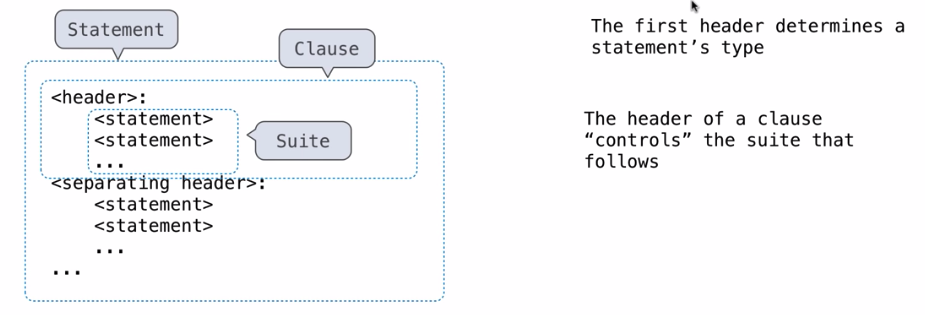 Statement
Clause
<header>:
<statement>
<statement>
...
Suite
<separating header>:
<statement>
<statement>
...
...
The first header determines a
statement’s type
The header of a clause
“controls” the suite that
follows